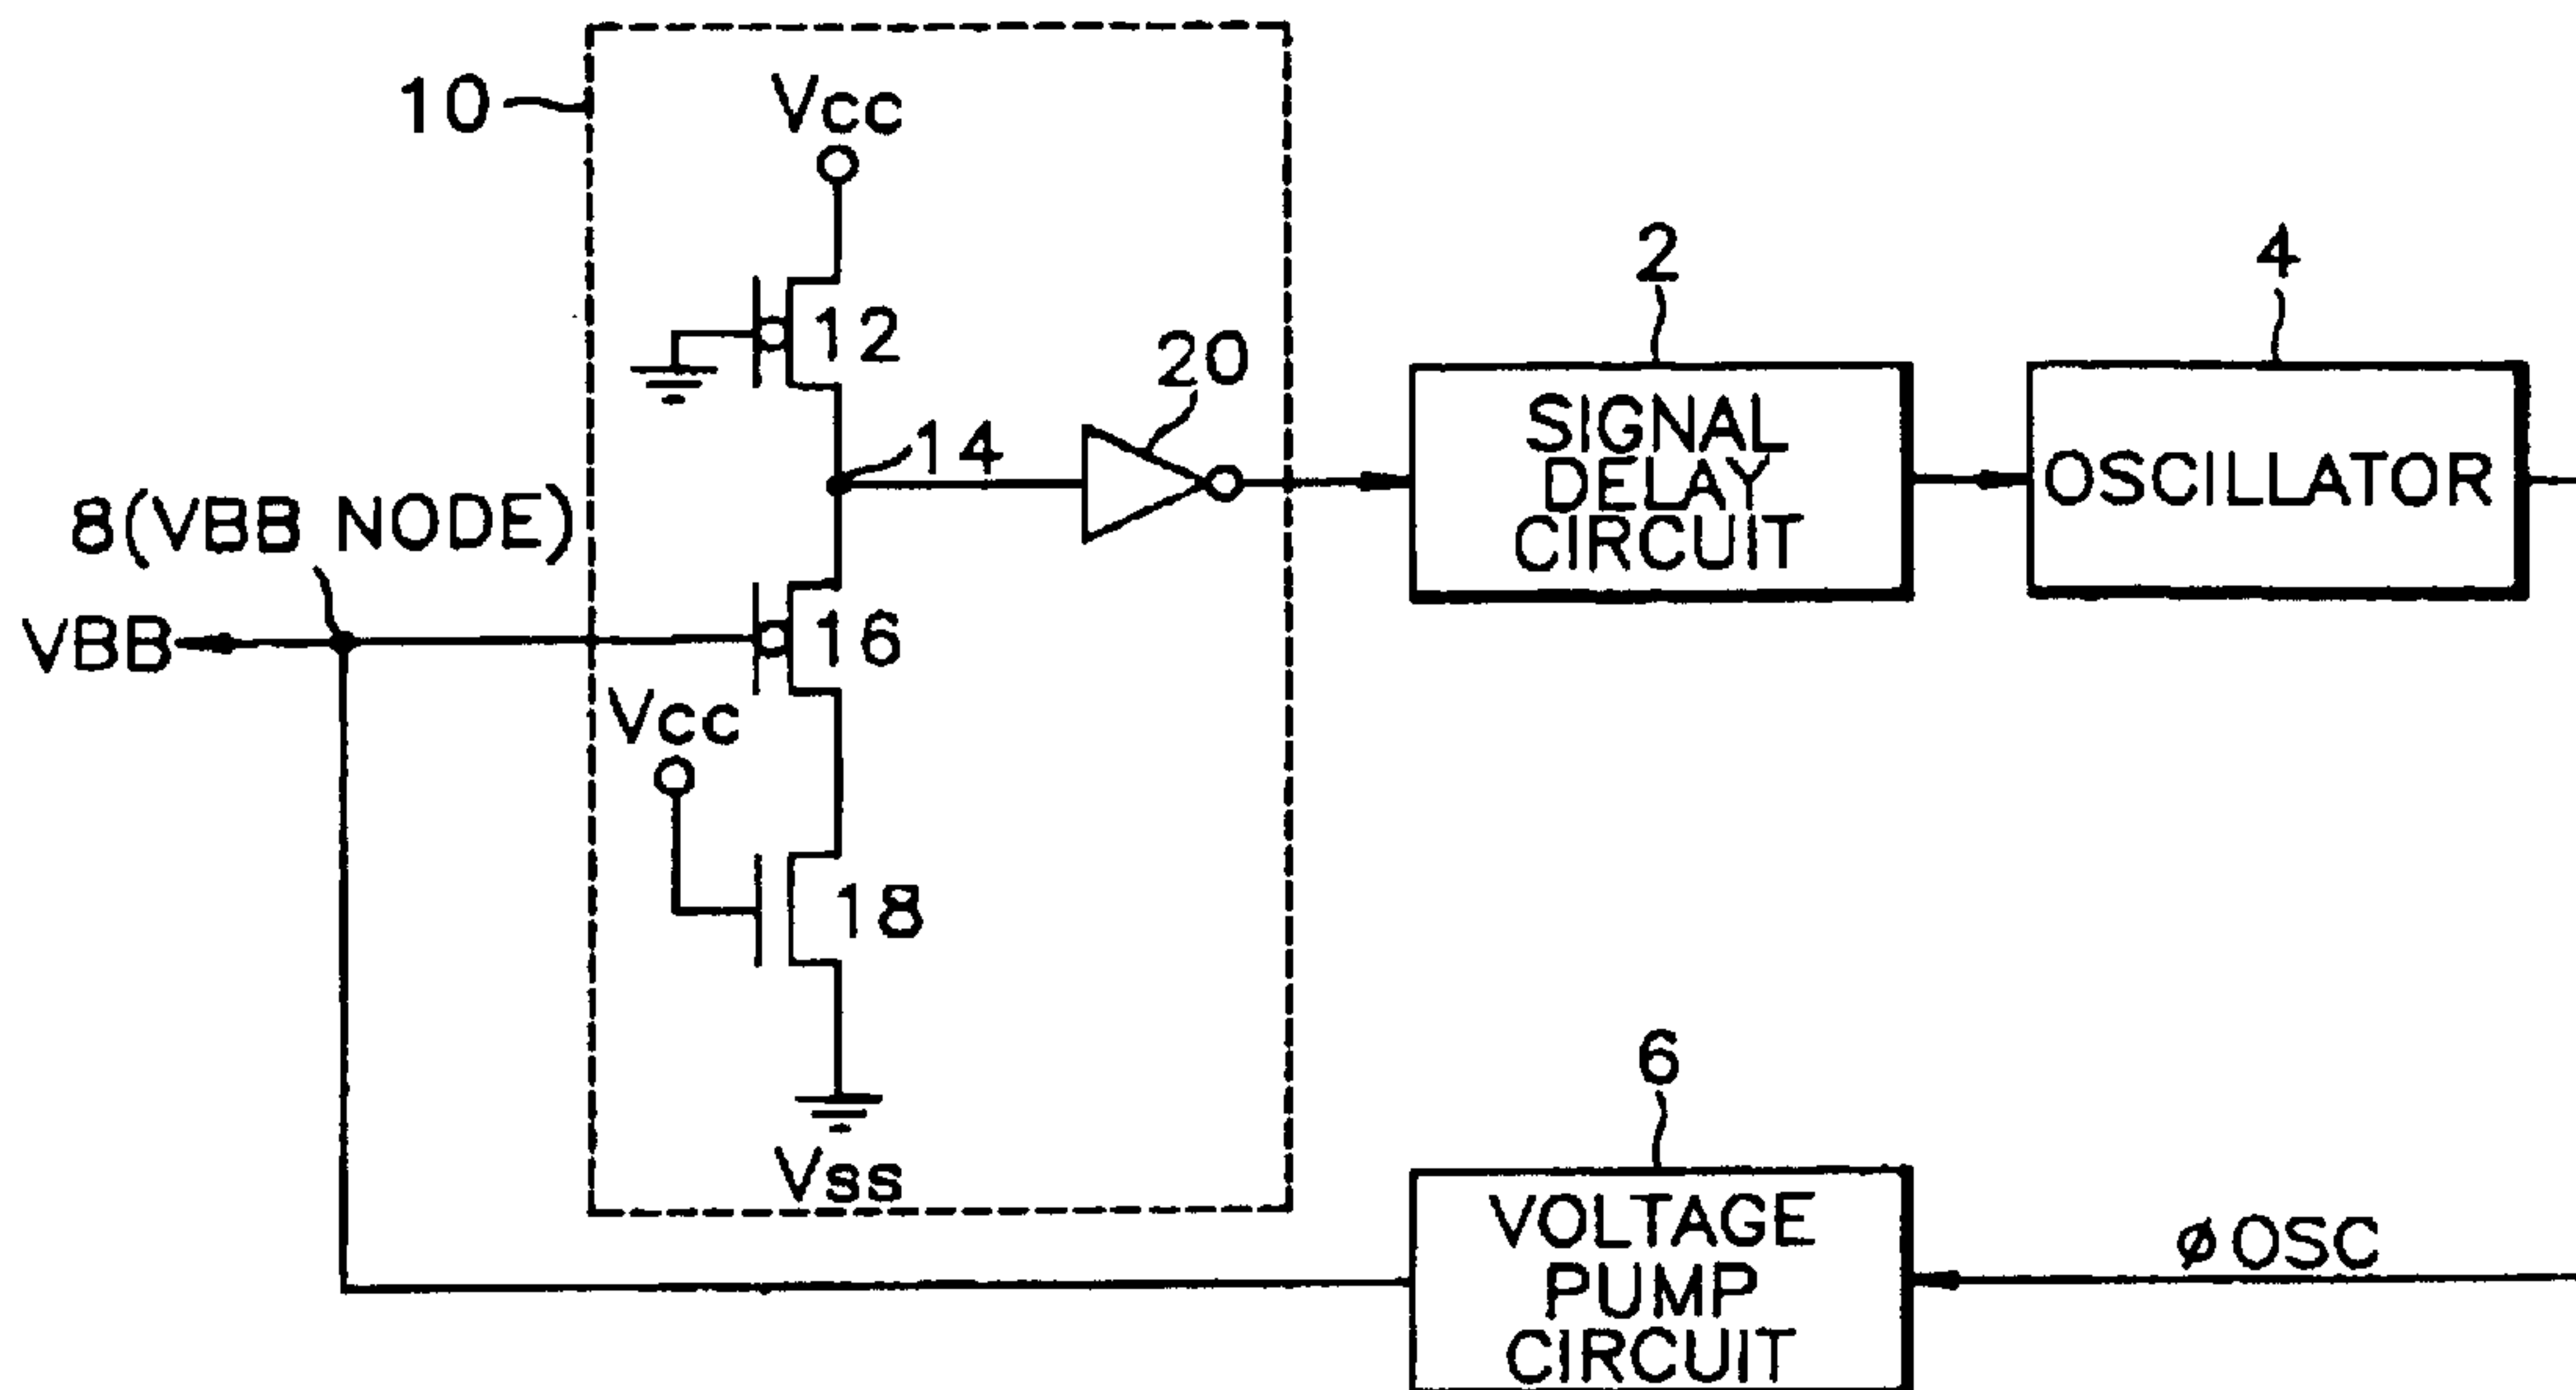 10
Vcc
12
20
2
4
14
SIGNAL
DELAY
CIRCUIT
OSCILLATOR
8(VBB NODE)
VBB
16
Vcc
18
Vss
6
VOLTAGE
PUMP
CIRCUIT
φ OSC